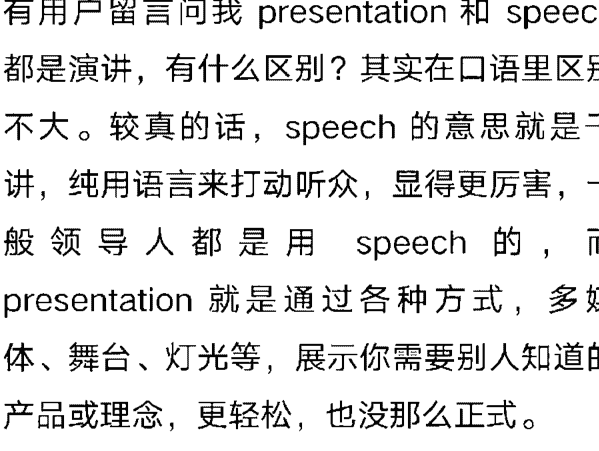 有用户留言问我 presentation 和 speec
都是演讲，有什么区别？其实在口语里区别
不大。较真的话，speech 的意思就是干
讲，纯用语言来打动听众，显得更厉害，一
般领导人都是用 speech 的，而
presentation 就是通过各种方式，多媒
体、舞台、灯光等，展示你需要别人知道的
产品或理念，更轻松，也没那么正式。